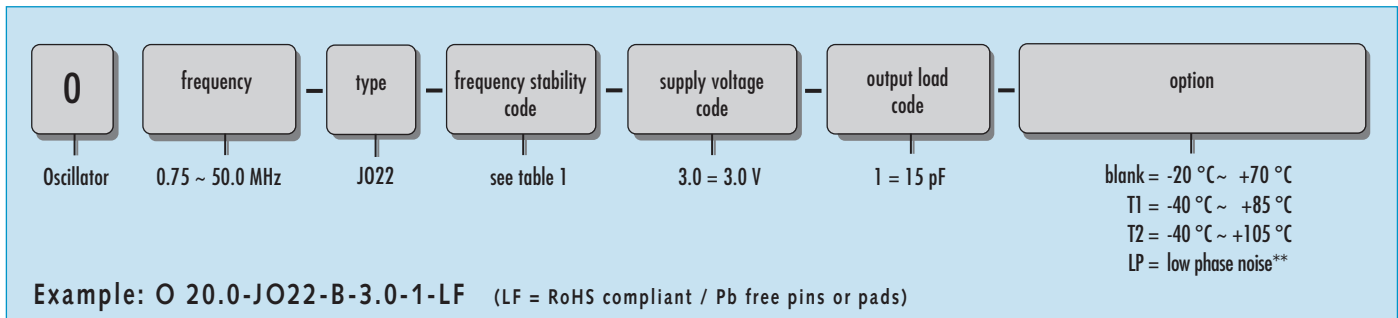 O
frequency
–
type
–
frequency stability
code
–
supply voltage
code
–
output load
code
–
option
Oscillator
0.75 ~ 50.0 MHz
JO22
see table 1
3.0 = 3.0 V
1 = 15 pF
blank = -20 °C~ +70 °C
T1 = -40 °C ~ +85 °C
T2 = -40 °C ~ +105 °C
LP = low phase noise**
Example: O 20.0-JO22-B-3.0-1-LF (LF = RoHS compliant / Pb free pins or pads)